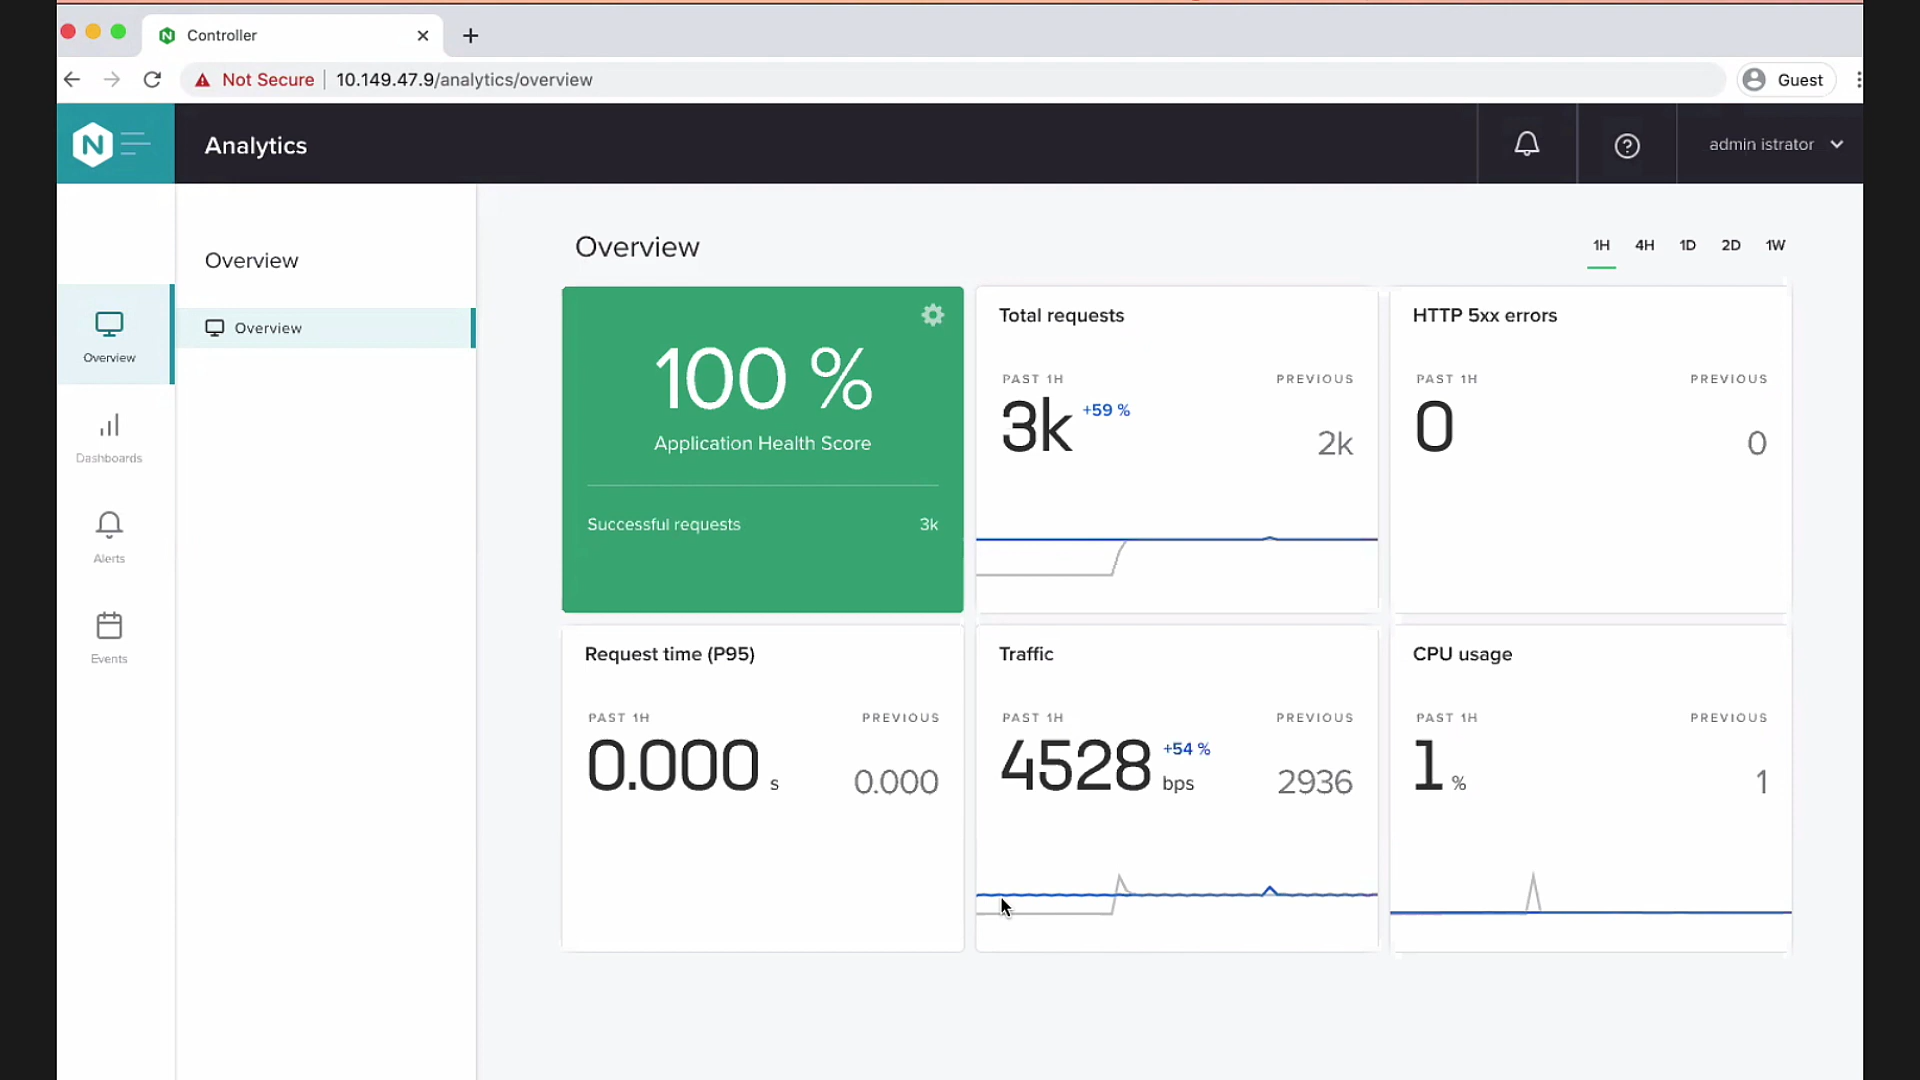 Controller
Not Secure 10.149.47.9/analytics/overview
Guest
N
Analytics
admin istrator
Overview
Overview
Overview
Dashboards
Alerts
Events
Overview
1H 4H 1D 2D 1W
100 %
Application Health Score
Successful requests 3k
Total requests
PAST 1H PREVIOUS
3k +59 % 2k
HTTP 5xx errors
PAST 1H PREVIOUS
0 0
Request time (P95)
PAST 1H PREVIOUS
0.000 s 0.000
Traffic
PAST 1H PREVIOUS
4528 bps +54 % 2936
CPU usage
PAST 1H PREVIOUS
1 % 1